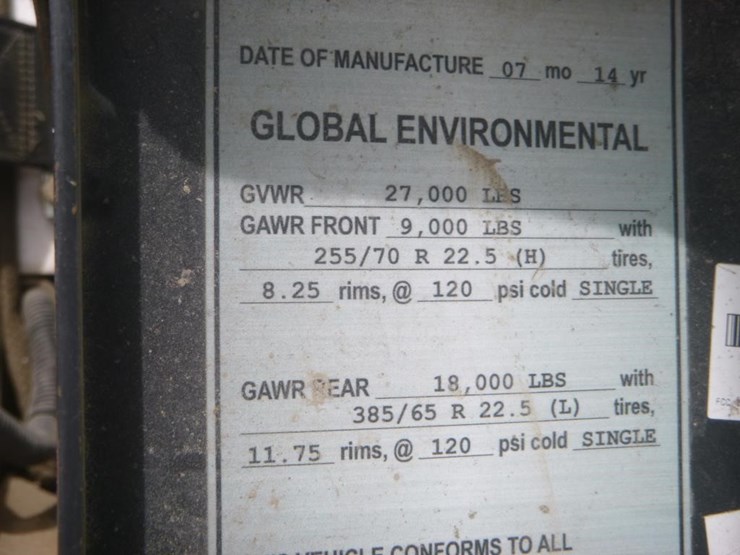 DATE OF MANUFACTURE 07 mo 14 yr
GLOBAL ENVIRONMENTAL
GVWR 27,000 LBS
GAWR FRONT 9,000 LBS with
255/70 R 22.5 (H) tires,
8.25 rims, @ 120 psi cold SINGLE
GAWR REAR 18,000 LBS with
385/65 R 22.5 (L) tires,
11.75 rims, @ 120 psi cold SINGLE
VEHICLE CONFORMS TO ALL